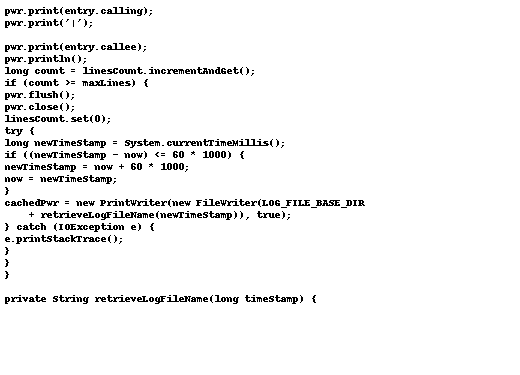 pwr.print(entry.calling);
pwr.print('|');
pwr.print(entry.callee);
pwr.println();
long count = linesCount.incrementAndGet();
if (count >= maxLines) {
pwr.flush();
pwr.close();
linesCount.set(0);
try {
long newTimeStamp = System.currentTimeMillis();
if ((newTimeStamp - now) <= 60 * 1000) {
newTimeStamp = now + 60 * 1000;
now = newTimeStamp;
}
cachedPwr = new PrintWriter(new FileWriter(LOG_FILE_BASE_DIR
+ retrieveLogFileName(newTimeStamp)), true);
} catch (IOException e) {
e.printStackTrace();
}
}
}
private String retrieveLogFileName(long timeStamp) {